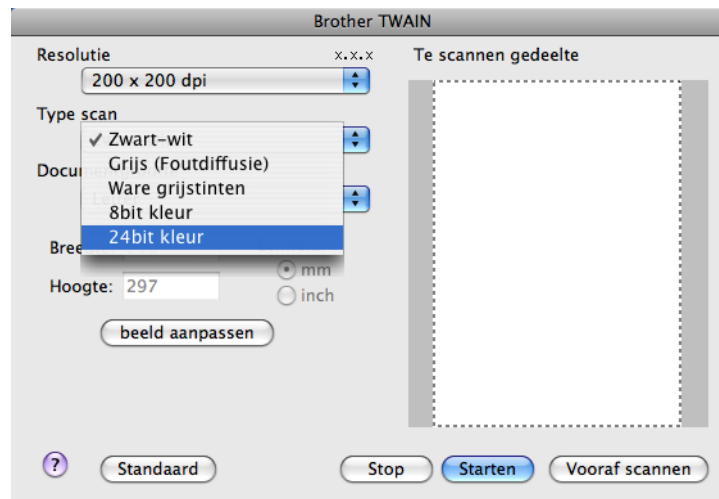 Brother TWAIN
Resolutie
x.x.x
200 x 200 dpi
Type scan
✓ Zwart-wit
Grijs (Foutdiffusie)
Ware grijstinten
8bit kleur
24bit kleur
Hoogte: 297
mm
inch
beeld aanpassen
Te scannen gedeelte
?
Standaard
Stop
Starten
Vooraf scannen